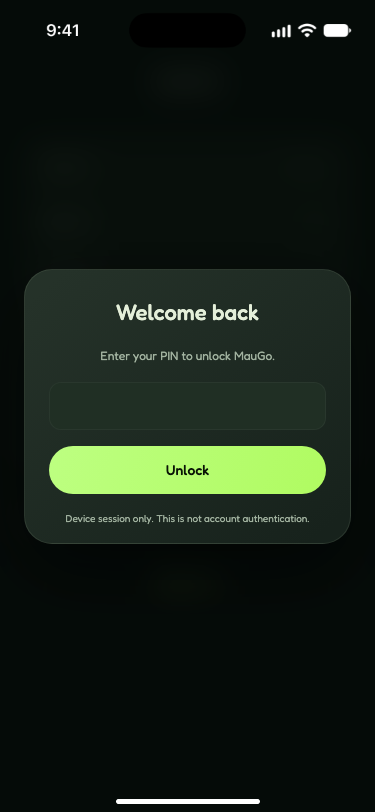 9:41
Welcome back
Enter your PIN to unlock MauGo.
Unlock
Device session only. This is not account authentication.